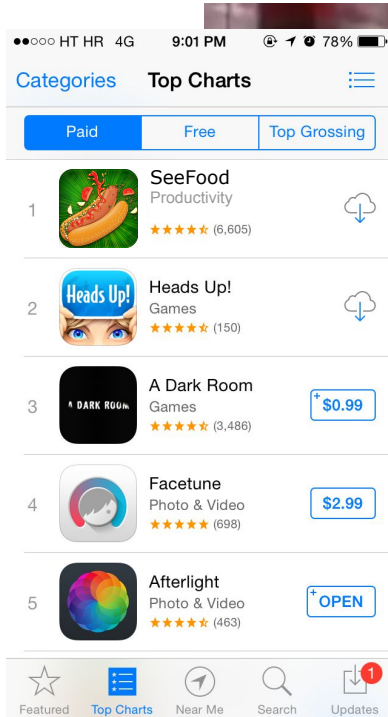 HT HR 4G 9:01 PM 78%
Categories Top Charts
Paid Free Top Grossing
1 SeeFood
Productivity
(6,605)
2 Heads Up! Heads Up!
Games
(150)
3 A DARK ROOM A Dark Room
Games
(3,486)
+$0.99
4 Facetune
Photo & Video
(698)
$2.99
5 Afterlight
Photo & Video
(463)
+OPEN
1
Featured Top Charts Near Me Search Updates